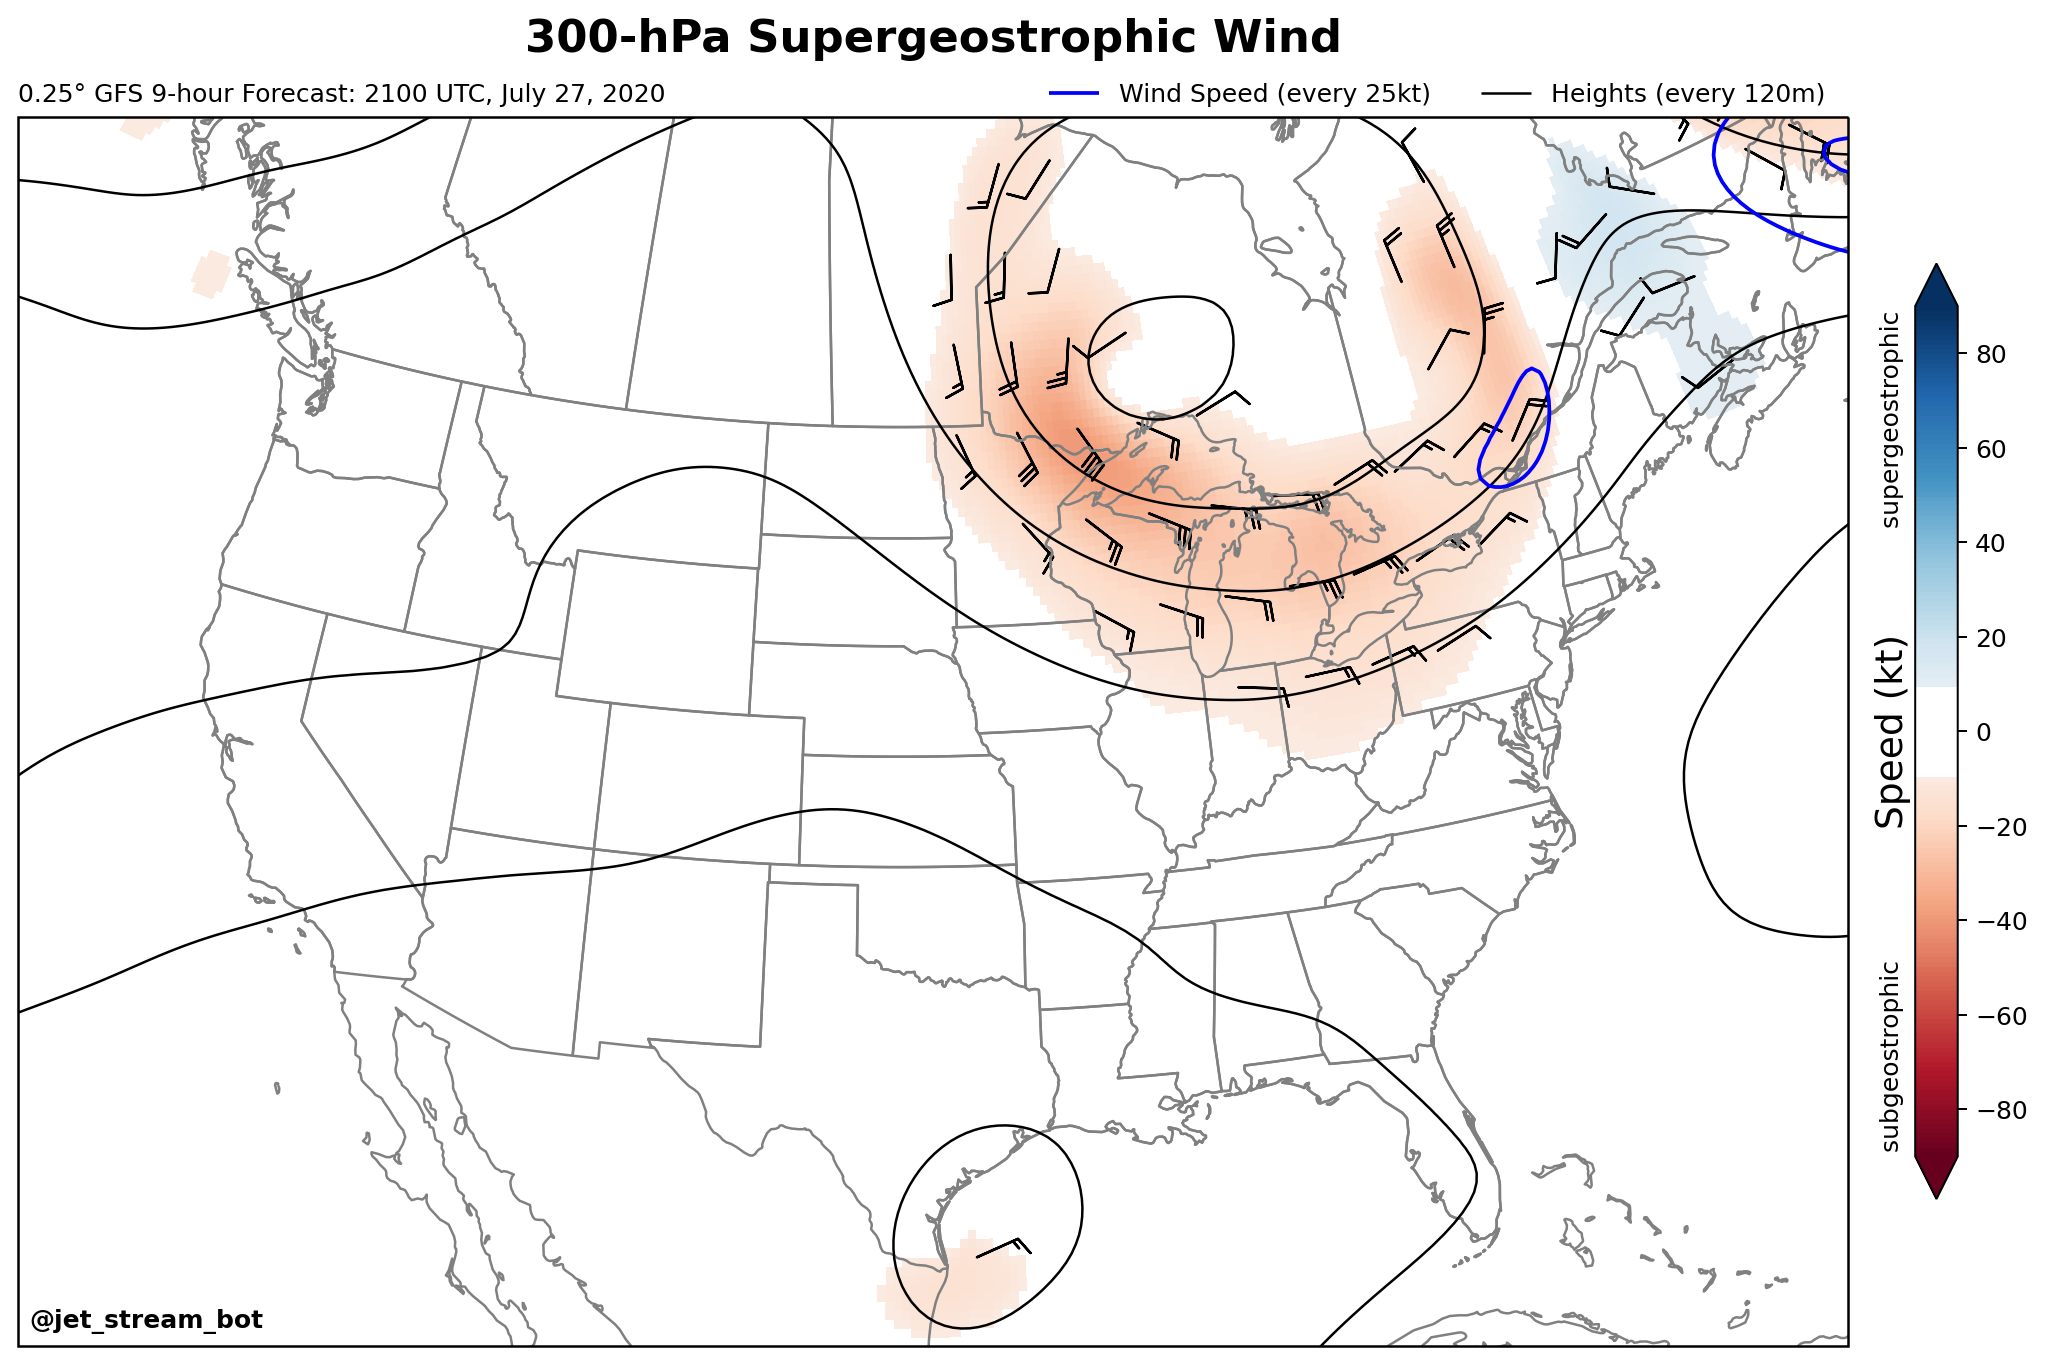 300-hPa Supergeostrophic Wind
0.25° GFS 9-hour Forecast: 2100 UTC, July 27, 2020
Wind Speed (every 25kt)
Heights (every 120m)
supergeostrophic
subgeostrophic
Speed (kt)
80
60
40
20
0
−20
−40
−60
−80
@jet_stream_bot